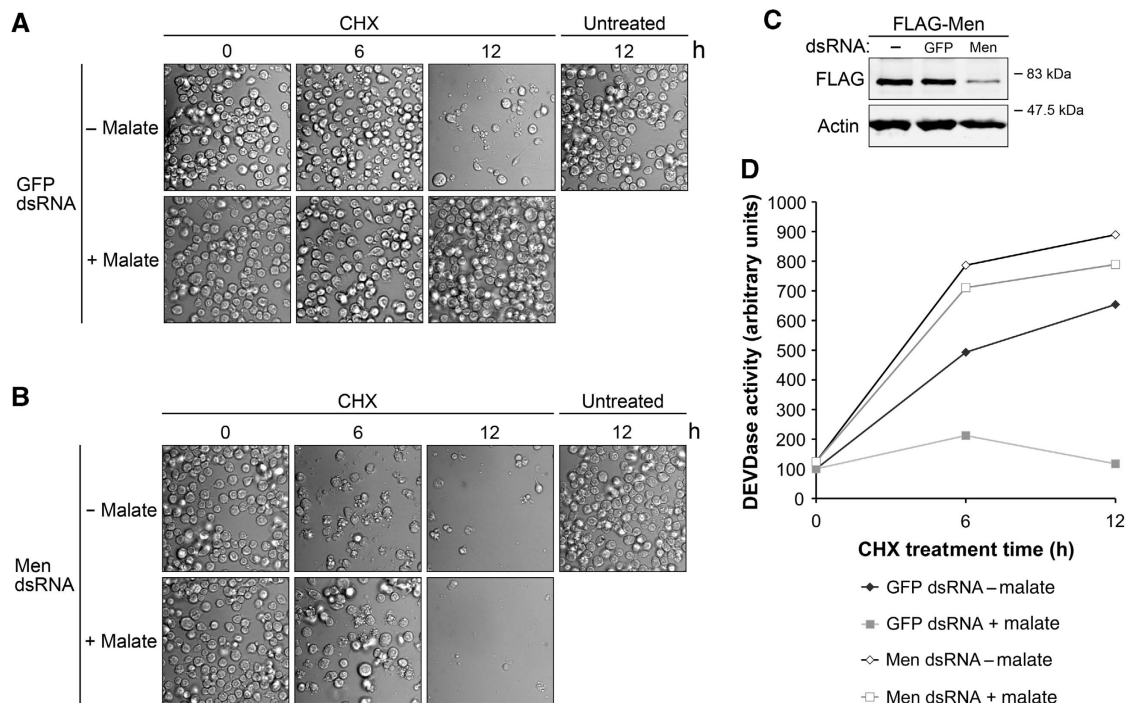 A
CHX
Untreated
0
6
12
12
h
– Malate
GFP
dsRNA
+ Malate
B
CHX
Untreated
0
6
12
12
h
– Malate
Men
dsRNA
+ Malate
C
FLAG-Men
dsRNA:
–
GFP
Men
FLAG
– 83 kDa
– 47.5 kDa
Actin
D
DEVDase activity (arbitrary units)
1000
900
800
700
600
500
400
300
200
100
0
0
6
12
CHX treatment time (h)
GFP dsRNA – malate
GFP dsRNA + malate
Men dsRNA – malate
Men dsRNA + malate